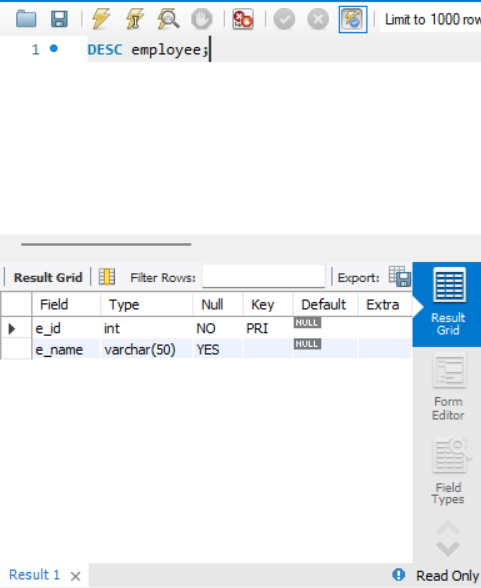 Limit to 1000 row
1 DESC employee;
Result Grid Filter Rows: Export:
Field Type Null Key Default Extra
e_id int NO PRI NULL
e_name varchar(50) YES NULL
Result
Grid
Form
Editor
Field
Types
Result 1 Read Only